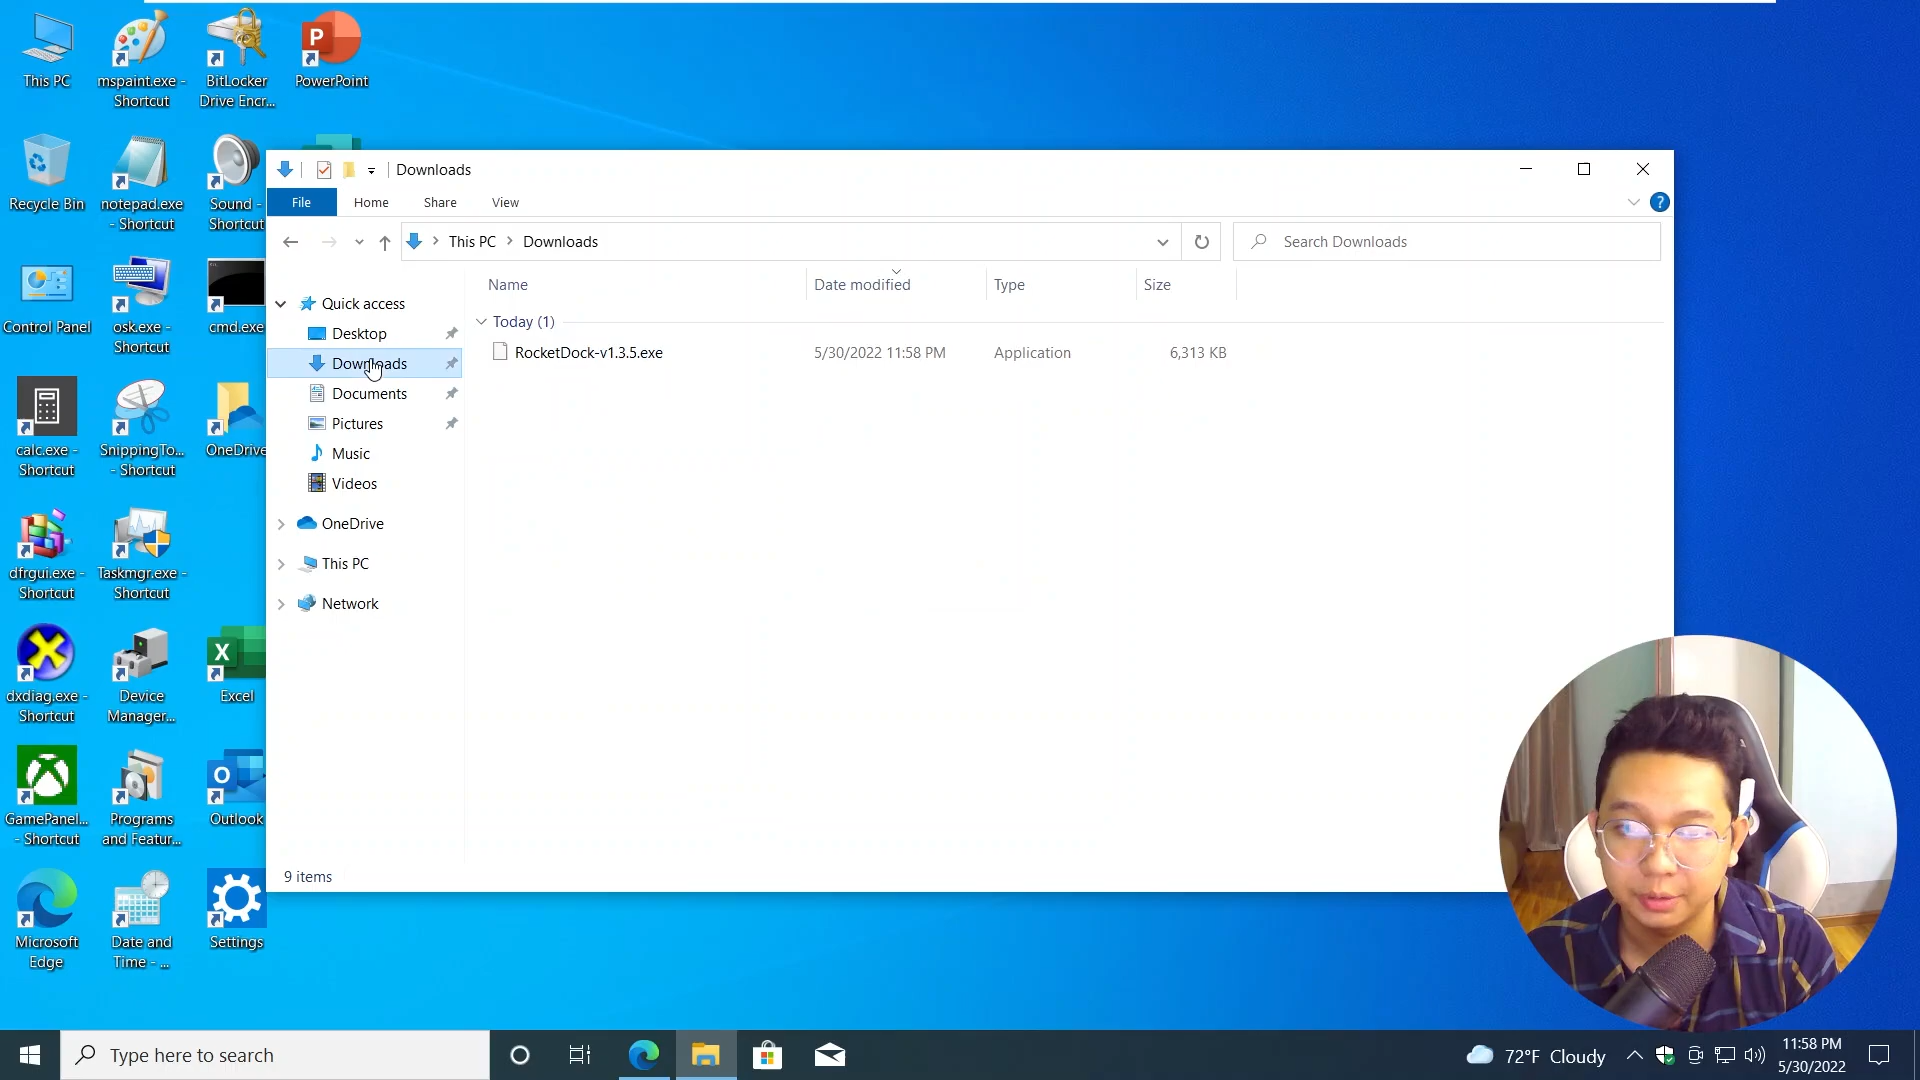 This PC
mspaint.exe -
Shortcut
BitLocker
Drive Encr...
PowerPoint
Recycle Bin
notepad.exe
- Shortcut
Sound -
Shortcut
Control Panel
osk.exe -
Shortcut
cmd.exe
calc.exe -
Shortcut
SnippingTo...
- Shortcut
OneDrive
dfrgui.exe -
Shortcut
Taskmgr.exe -
Shortcut
dxdiag.exe -
Shortcut
Device
Manager...
Excel
GamePanel...
- Shortcut
Programs
and Featur...
Outlook
Microsoft
Edge
Date and
Time - ...
Settings
Downloads
File Home Share View
This PC > Downloads
Search Downloads
Name Date modified Type Size
Quick access
Desktop
Downloads
Documents
Pictures
Music
Videos
OneDrive
This PC
Network
Today (1)
RocketDock-v1.3.5.exe 5/30/2022 11:58 PM Application 6,313 KB
9 items
Type here to search
72°F Cloudy
11:58 PM
5/30/2022